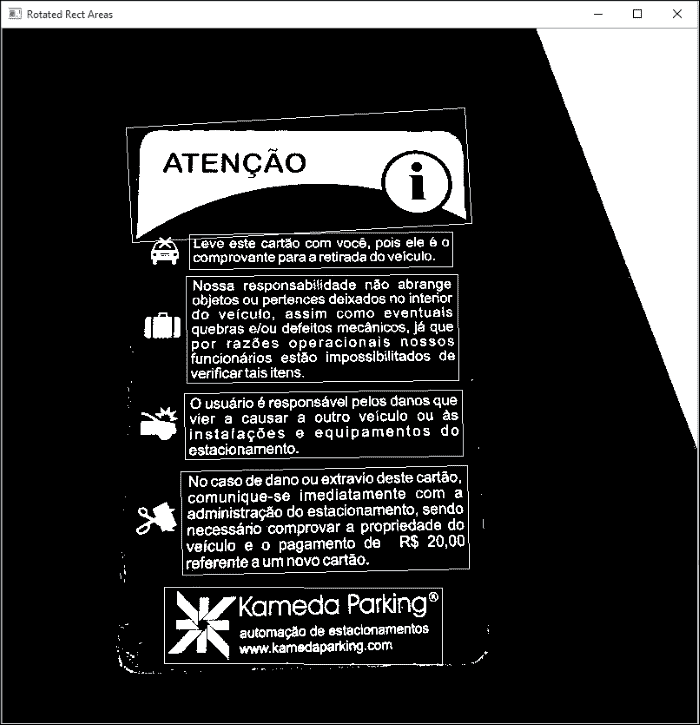 Rotated Rect Areas
ATENÇÃO
i
Leve este cartão com você, pois ele é o
comprovante para a retirada do veículo.
Nossa responsabilidade não abrange
objetos ou pertences deixados no interior
do veículo, assim como eventuais
quebras e/ou defeitos mecânicos, já que
por razões operacionais nossos
funcionários estão impossibilitados de
verificar tais itens.
O usuário é responsável pelos danos que
vier a causar a outro veículo ou às
instalações e equipamentos do
estacionamento.
No caso de dano ou extravio deste cartão,
comunique-se imediatamente com a
administração do estacionamento, sendo
necessário comprovar a propriedade do
veículo e o pagamento de R$ 20,00
referente a um novo cartão.
Kameda Parking®
automação de estacionamentos
www.kamedaparking.com